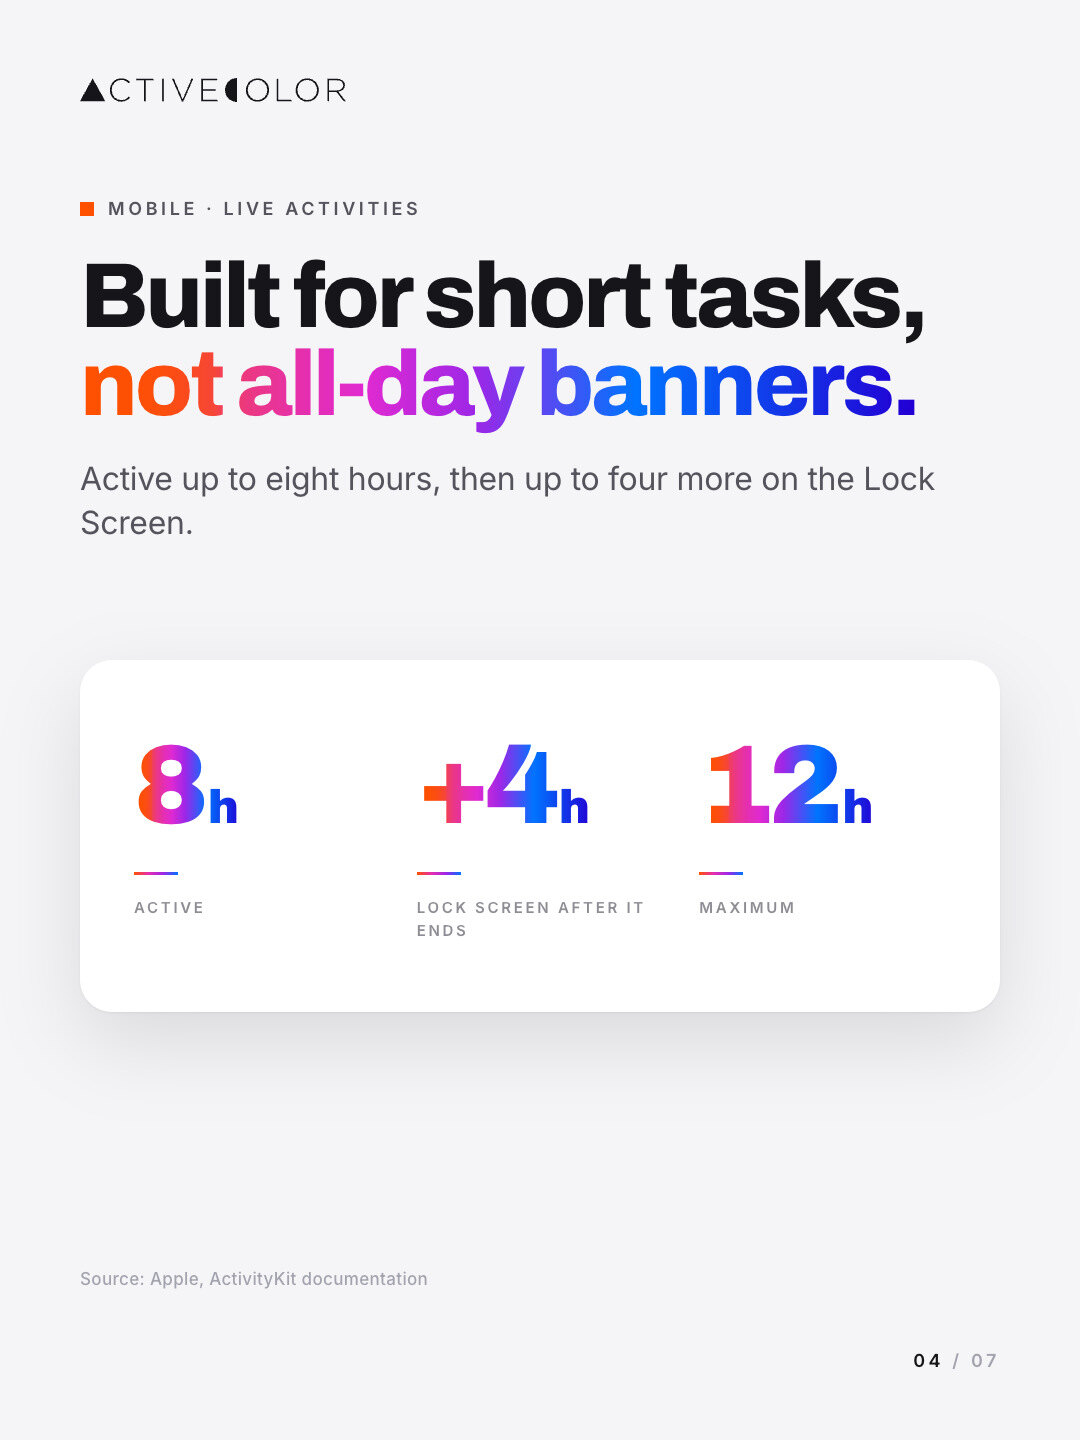 ACTIVECOLOR
MOBILE · LIVE ACTIVITIES
Built for short tasks,
not all-day banners.
Active up to eight hours, then up to four more on the Lock
Screen.
8h
+4h
12h
ACTIVE
LOCK SCREEN AFTER IT
ENDS
MAXIMUM
Source: Apple, ActivityKit documentation
04 / 07